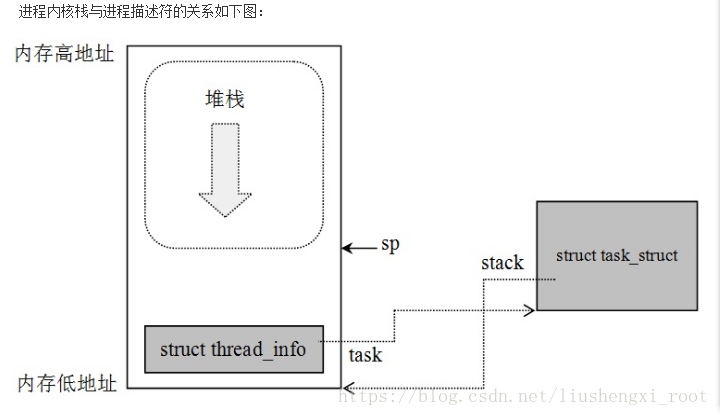 进程内核栈与进程描述符的关系如下图：
内存高地址
堆栈
sp
stack
struct task_struct
struct thread_info
task
内存低地址
https://blog.csdn.net/liushengxi_root